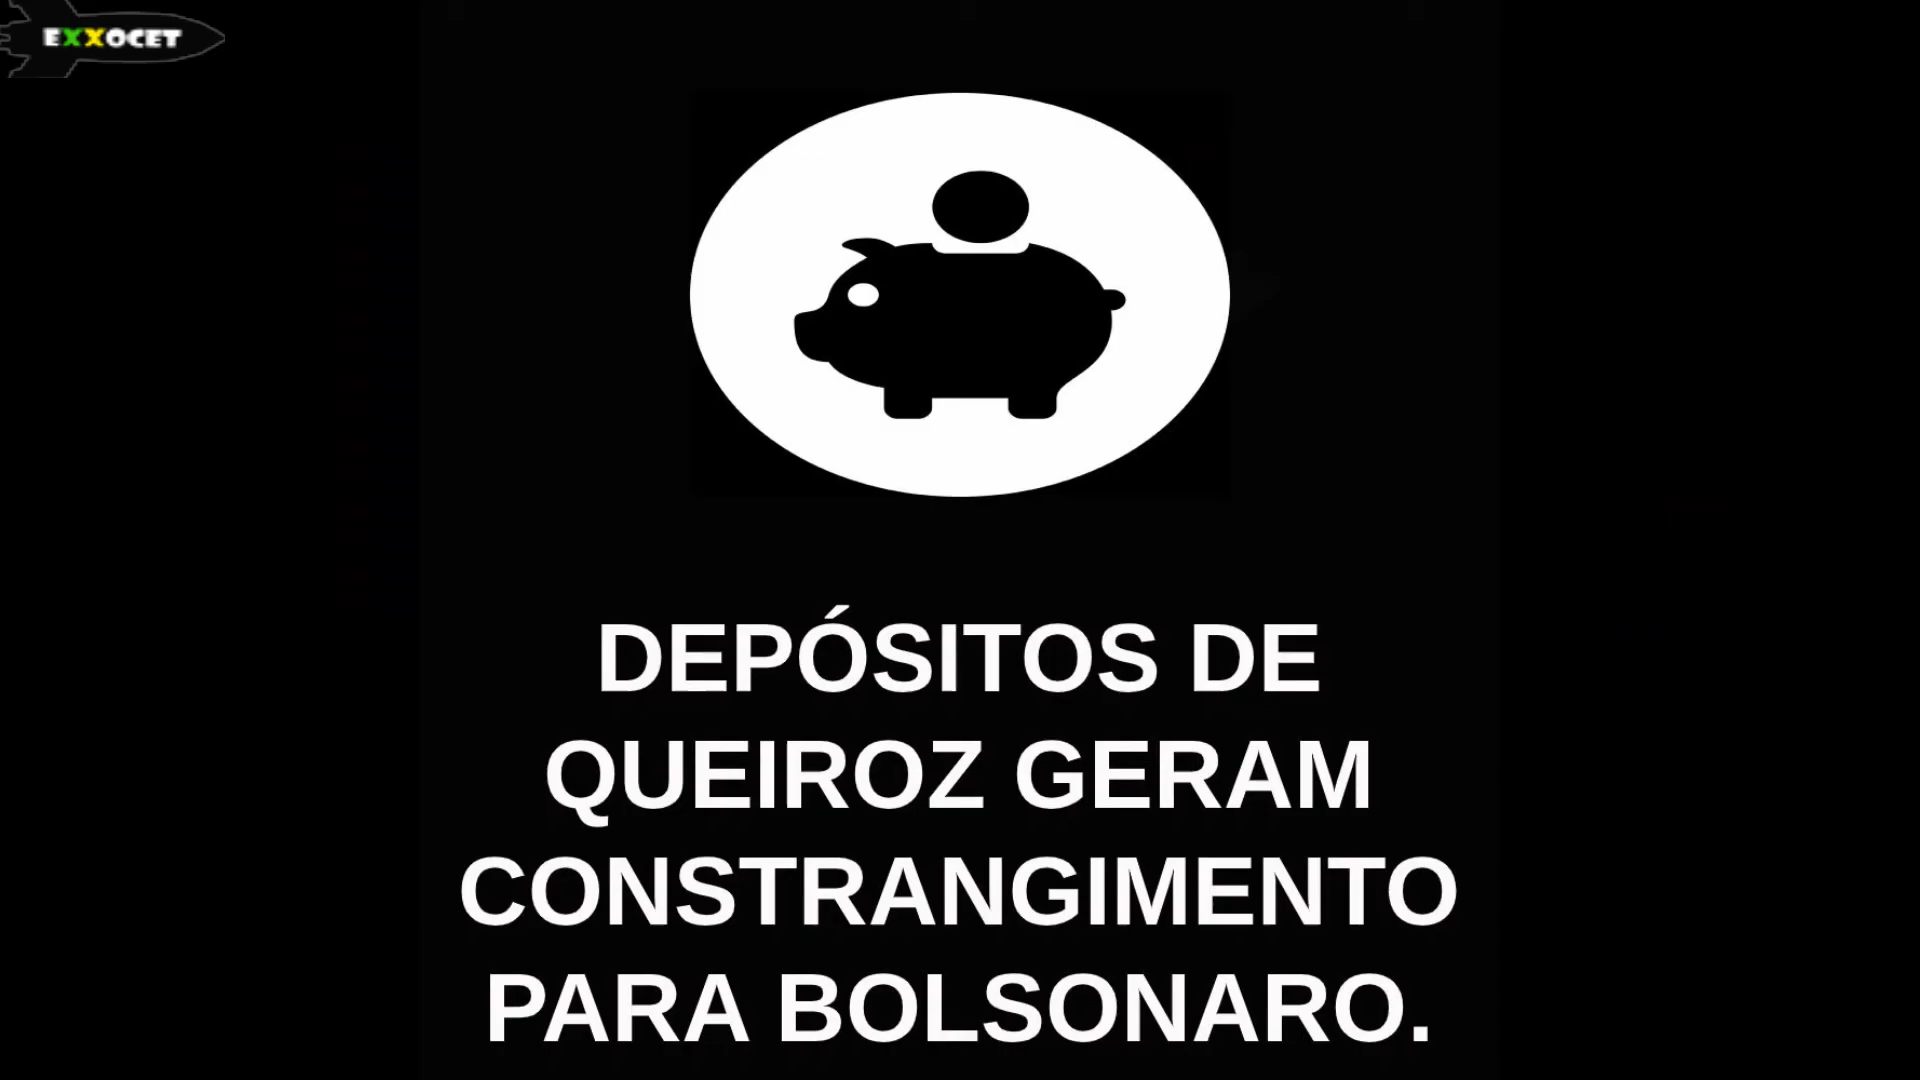 EXXOCET
DEPÓSITOS DE
QUEIROZ GERAM
CONSTRANGIMENTO
PARA BOLSONARO.